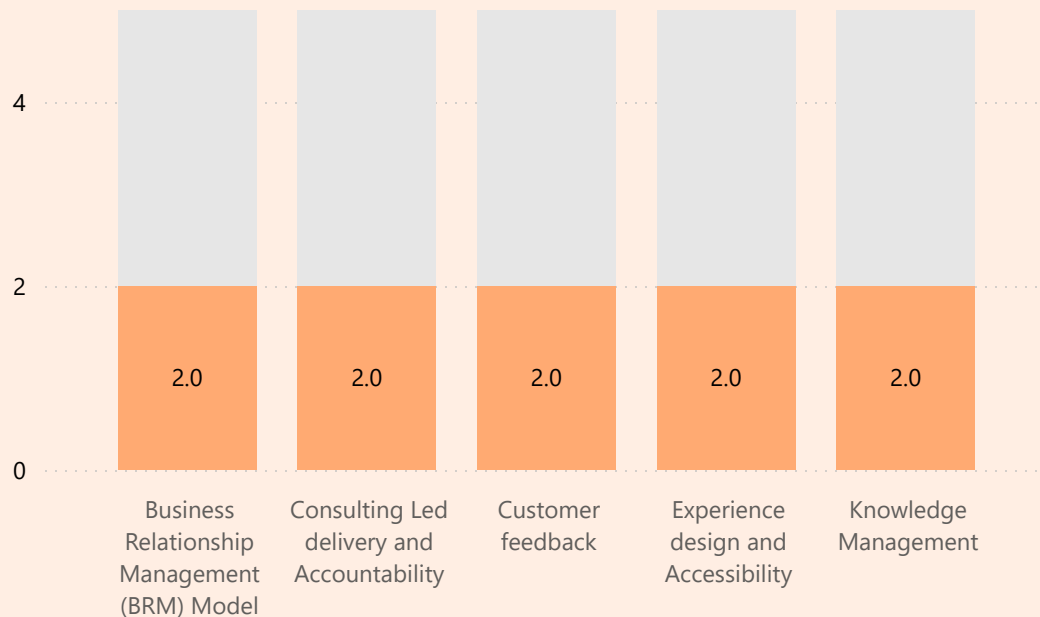 4
2
0
2.0
2.0
2.0
2.0
2.0
Business
Relationship
Management
(BRM) Model
Consulting Led
delivery and
Accountability
Customer
feedback
Experience
design and
Accessibility
Knowledge
Management